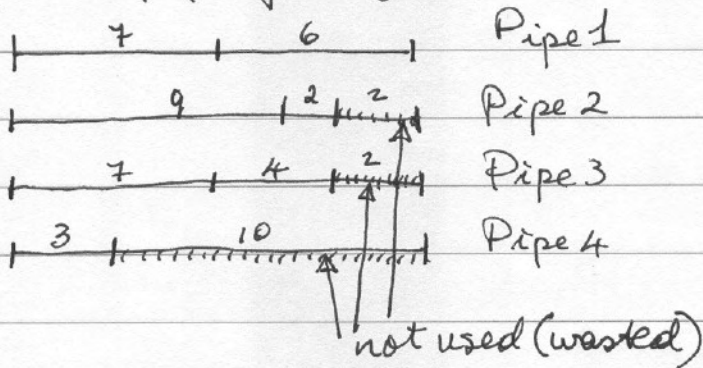 7 6 Pipe 1
9 2 2 Pipe 2
7 4 2 Pipe 3
3 10 Pipe 4
not used (wasted)